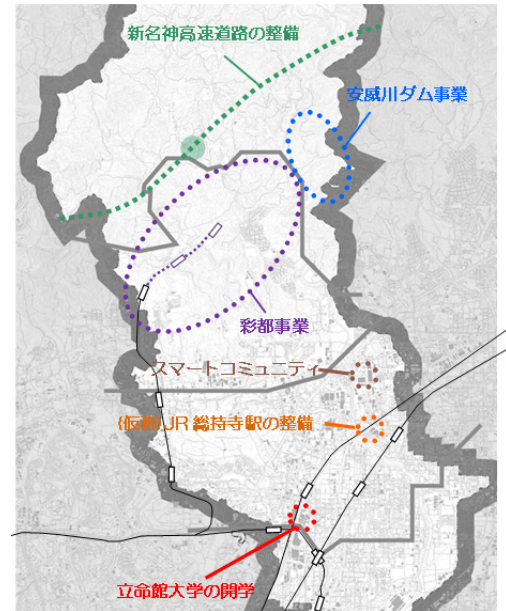 新名神高速道路の整備
安威川ダム事業
彩都事業
スマートコミュニティ
(仮称)JR 総持寺駅の整備
立命館大学の開学